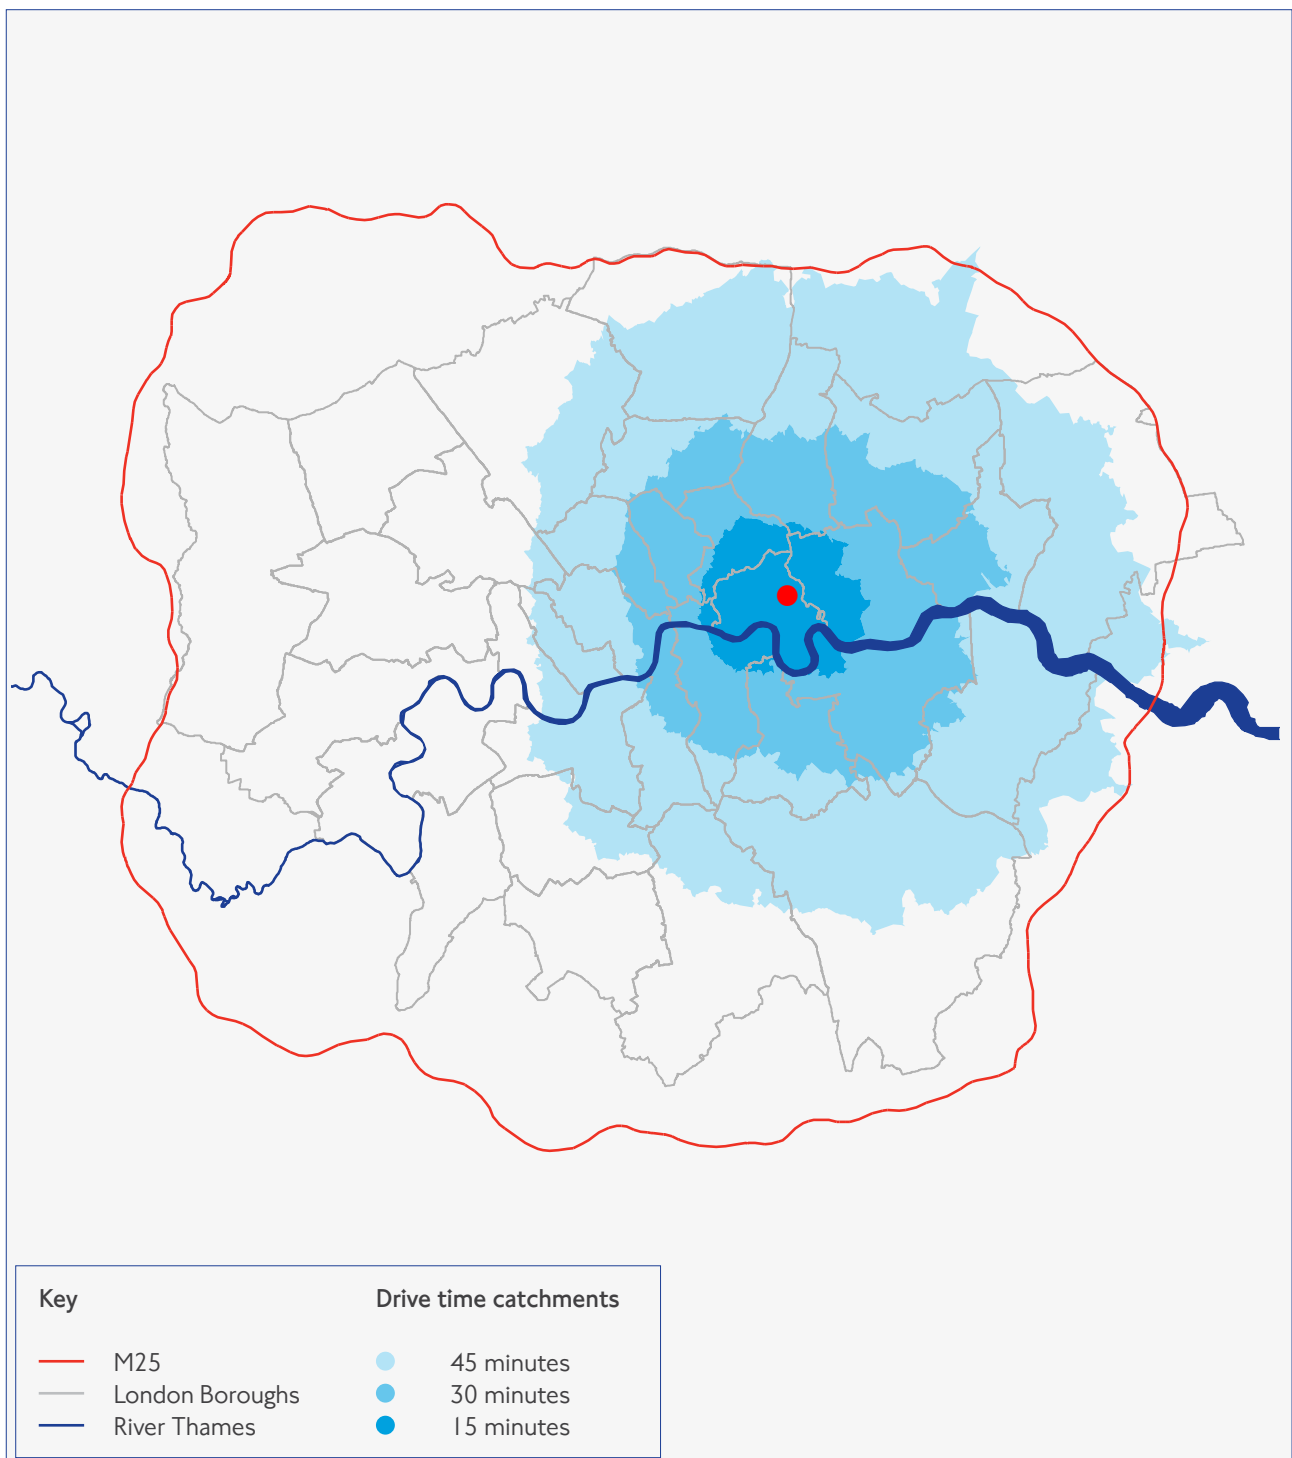 Key
Drive time catchments
M25
45 minutes
London Boroughs
30 minutes
River Thames
15 minutes